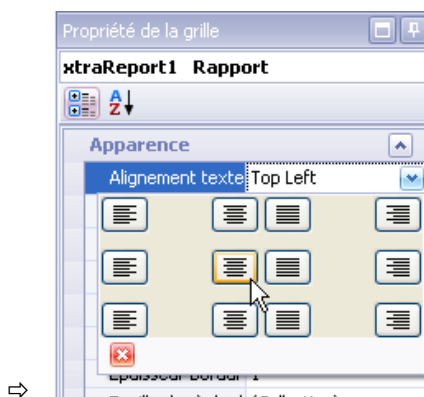 Propriété de la grille
xtraReport1 Rapport
Apparence
Alignement texte Top Left